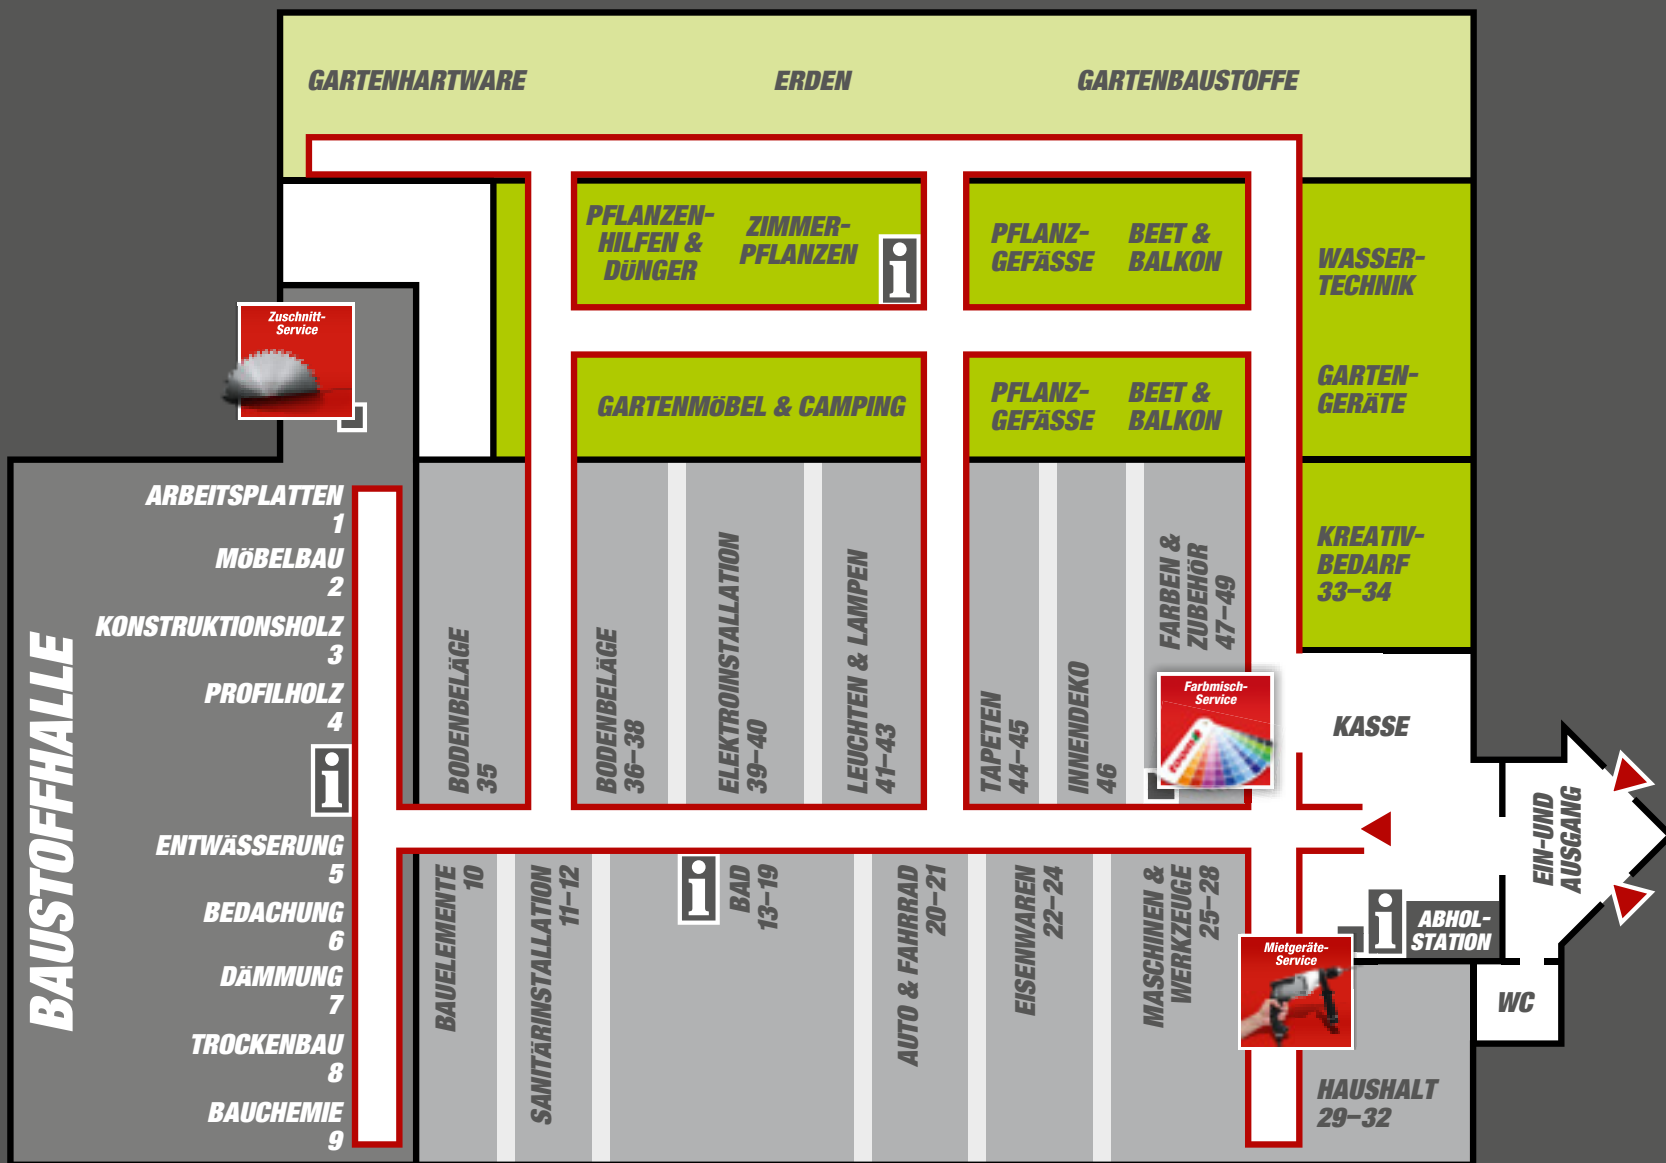 GARTENHARTWARE
ERDEN
GARTENBAUSTOFFE
PFLANZEN-
HILFEN &
DÜNGER
ZIMMER-
PFLANZEN
i
PFLANZ-
GEFÄSSE
BEET &
BALKON
WASSER-
TECHNIK
Zuschnitt-
Service
GARTENMÖBEL & CAMPING
PFLANZ-
GEFÄSSE
BEET &
BALKON
GARTEN-
GERÄTE
BAUSTOFFHALLE
ARBEITSPLATTEN
1
MÖBELBAU
2
KONSTRUKTIONSHOLZ
3
PROFILHOLZ
4
i
ENTWÄSSERUNG
5
BEDACHUNG
6
DÄMMUNG
7
TROCKENBAU
8
BAUCHEMIE
9
BODENBELÄGE
35
BODENBELÄGE
36–38
ELEKTROINSTALLATION
39–40
LEUCHTEN & LAMPEN
41–43
TAPETEN
44–45
INNENDEKO
46
FARBEN &
ZUBEHÖR
47–49
Farbmisch-
Service
KREATIV-
BEDARF
33–34
KASSE
EIN-UND
AUSGANG
BAUELEMENTE
10
SANITÄRINSTALLATION
11–12
i
BAD
13–19
AUTO & FAHRRAD
20–21
EISENWAREN
22–24
MASCHINEN &
WERKZEUGE
25–28
Mietgeräte-
Service
i
ABHOL-
STATION
WC
HAUSHALT
29–32